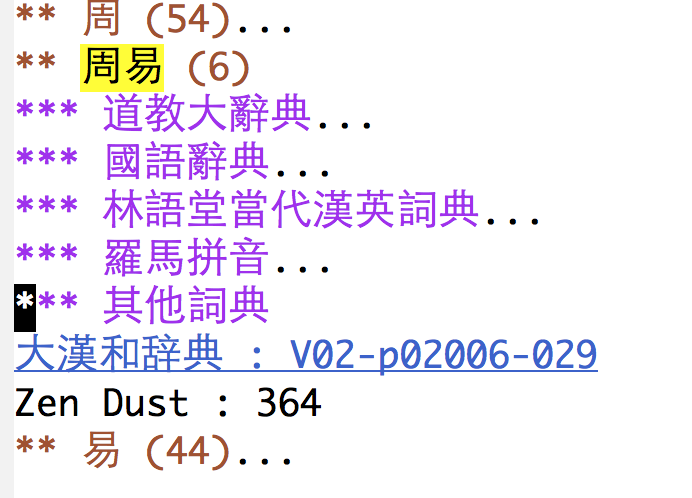 ** 周 (54)...
** 周易 (6)
*** 道教大辭典...
*** 國語辭典...
*** 林語堂當代漢英詞典...
*** 羅馬拼音...
*** 其他詞典
大漢和辞典 : V02-p02006-029
Zen Dust : 364
** 易 (44)...